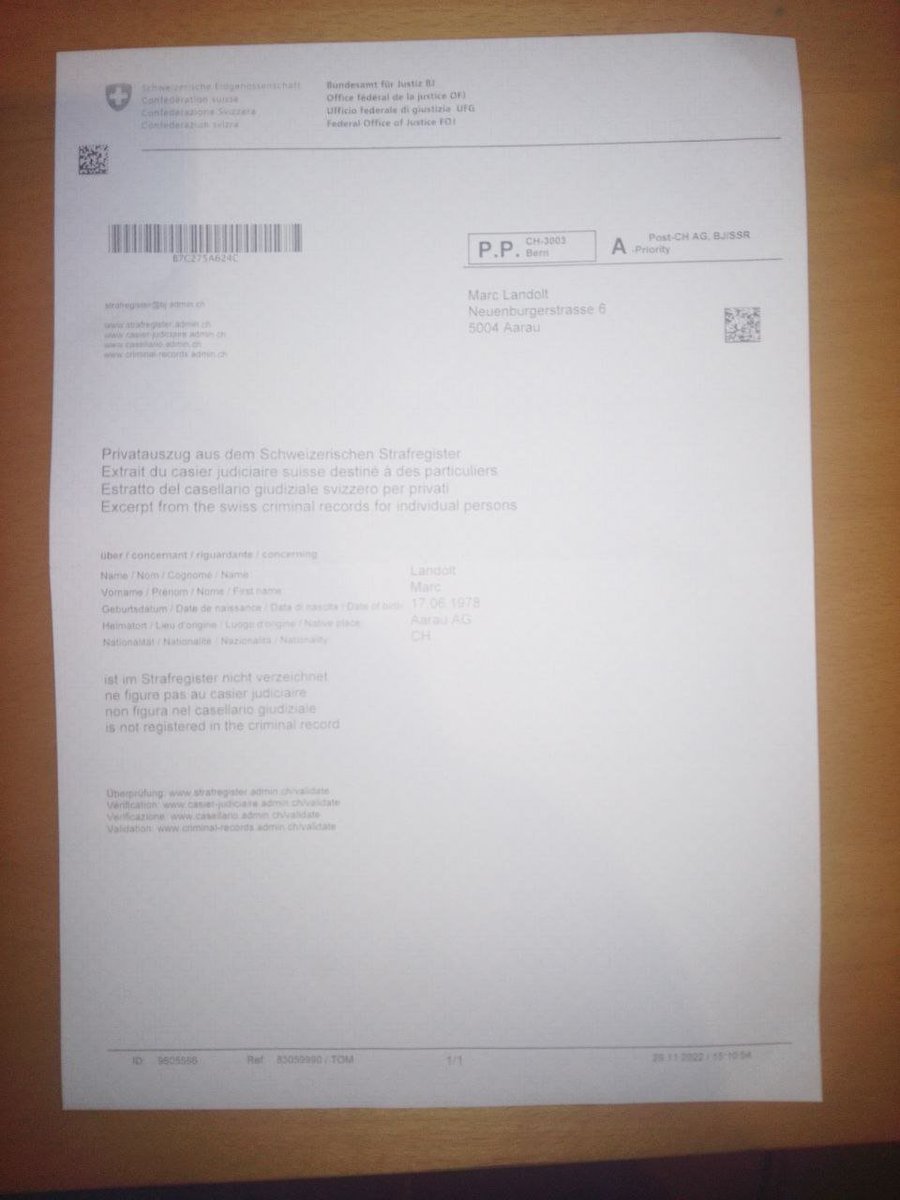 Schweizerische Eidgenossenschaft
Confédération suisse
Confederazione Svizzera
Confederaziun svizra
Bundesamt für Justiz BJ
Office fédéral de la justice OFJ
Ufficio federale di giustizia UFG
Federal Office of Justice FOJ
B7C275A624C
P.P. CH-3003
Bern
A -Priority
Post-CH AG, BJ/SSR
strafregister@bj.admin.ch
www.strafregister.admin.ch
www.casier-judiciaire.admin.ch
www.casellario.admin.ch
www.criminal-records.admin.ch
Marc Landolt
Neuenburgerstrasse 6
5004 Aarau
Privatauszug aus dem Schweizerischen Strafregister
Extrait du casier judiciaire suisse destiné à des particuliers
Estratto del casellario giudiziale svizzero per privati
Excerpt from the swiss criminal records for individual persons
über / concernant / riguardante / concerning
Name / Nom / Cognome / Name Landolt
Vorname / Prénom / Nome / First name Marc
Geburtsdatum / Date de naissance / Data di nascita / Date of birth 17.06.1978
Heimatort / Lieu d'origine / Luogo d'origine / Native place Aarau AG
Nationalität / Nationalité / Nazionalità / Nationality CH
ist im Strafregister nicht verzeichnet
ne figure pas au casier judiciaire
non figura nel casellario giudiziale
is not registered in the criminal record
Überprüfung: www.strafregister.admin.ch/validate
Vérification: www.casier-judiciaire.admin.ch/validate
Verificazione: www.casellario.admin.ch/validate
Validation: www.criminal-records.admin.ch/validate
ID: Ref / TOM 1/1 29.11.2022 / 15:10:54